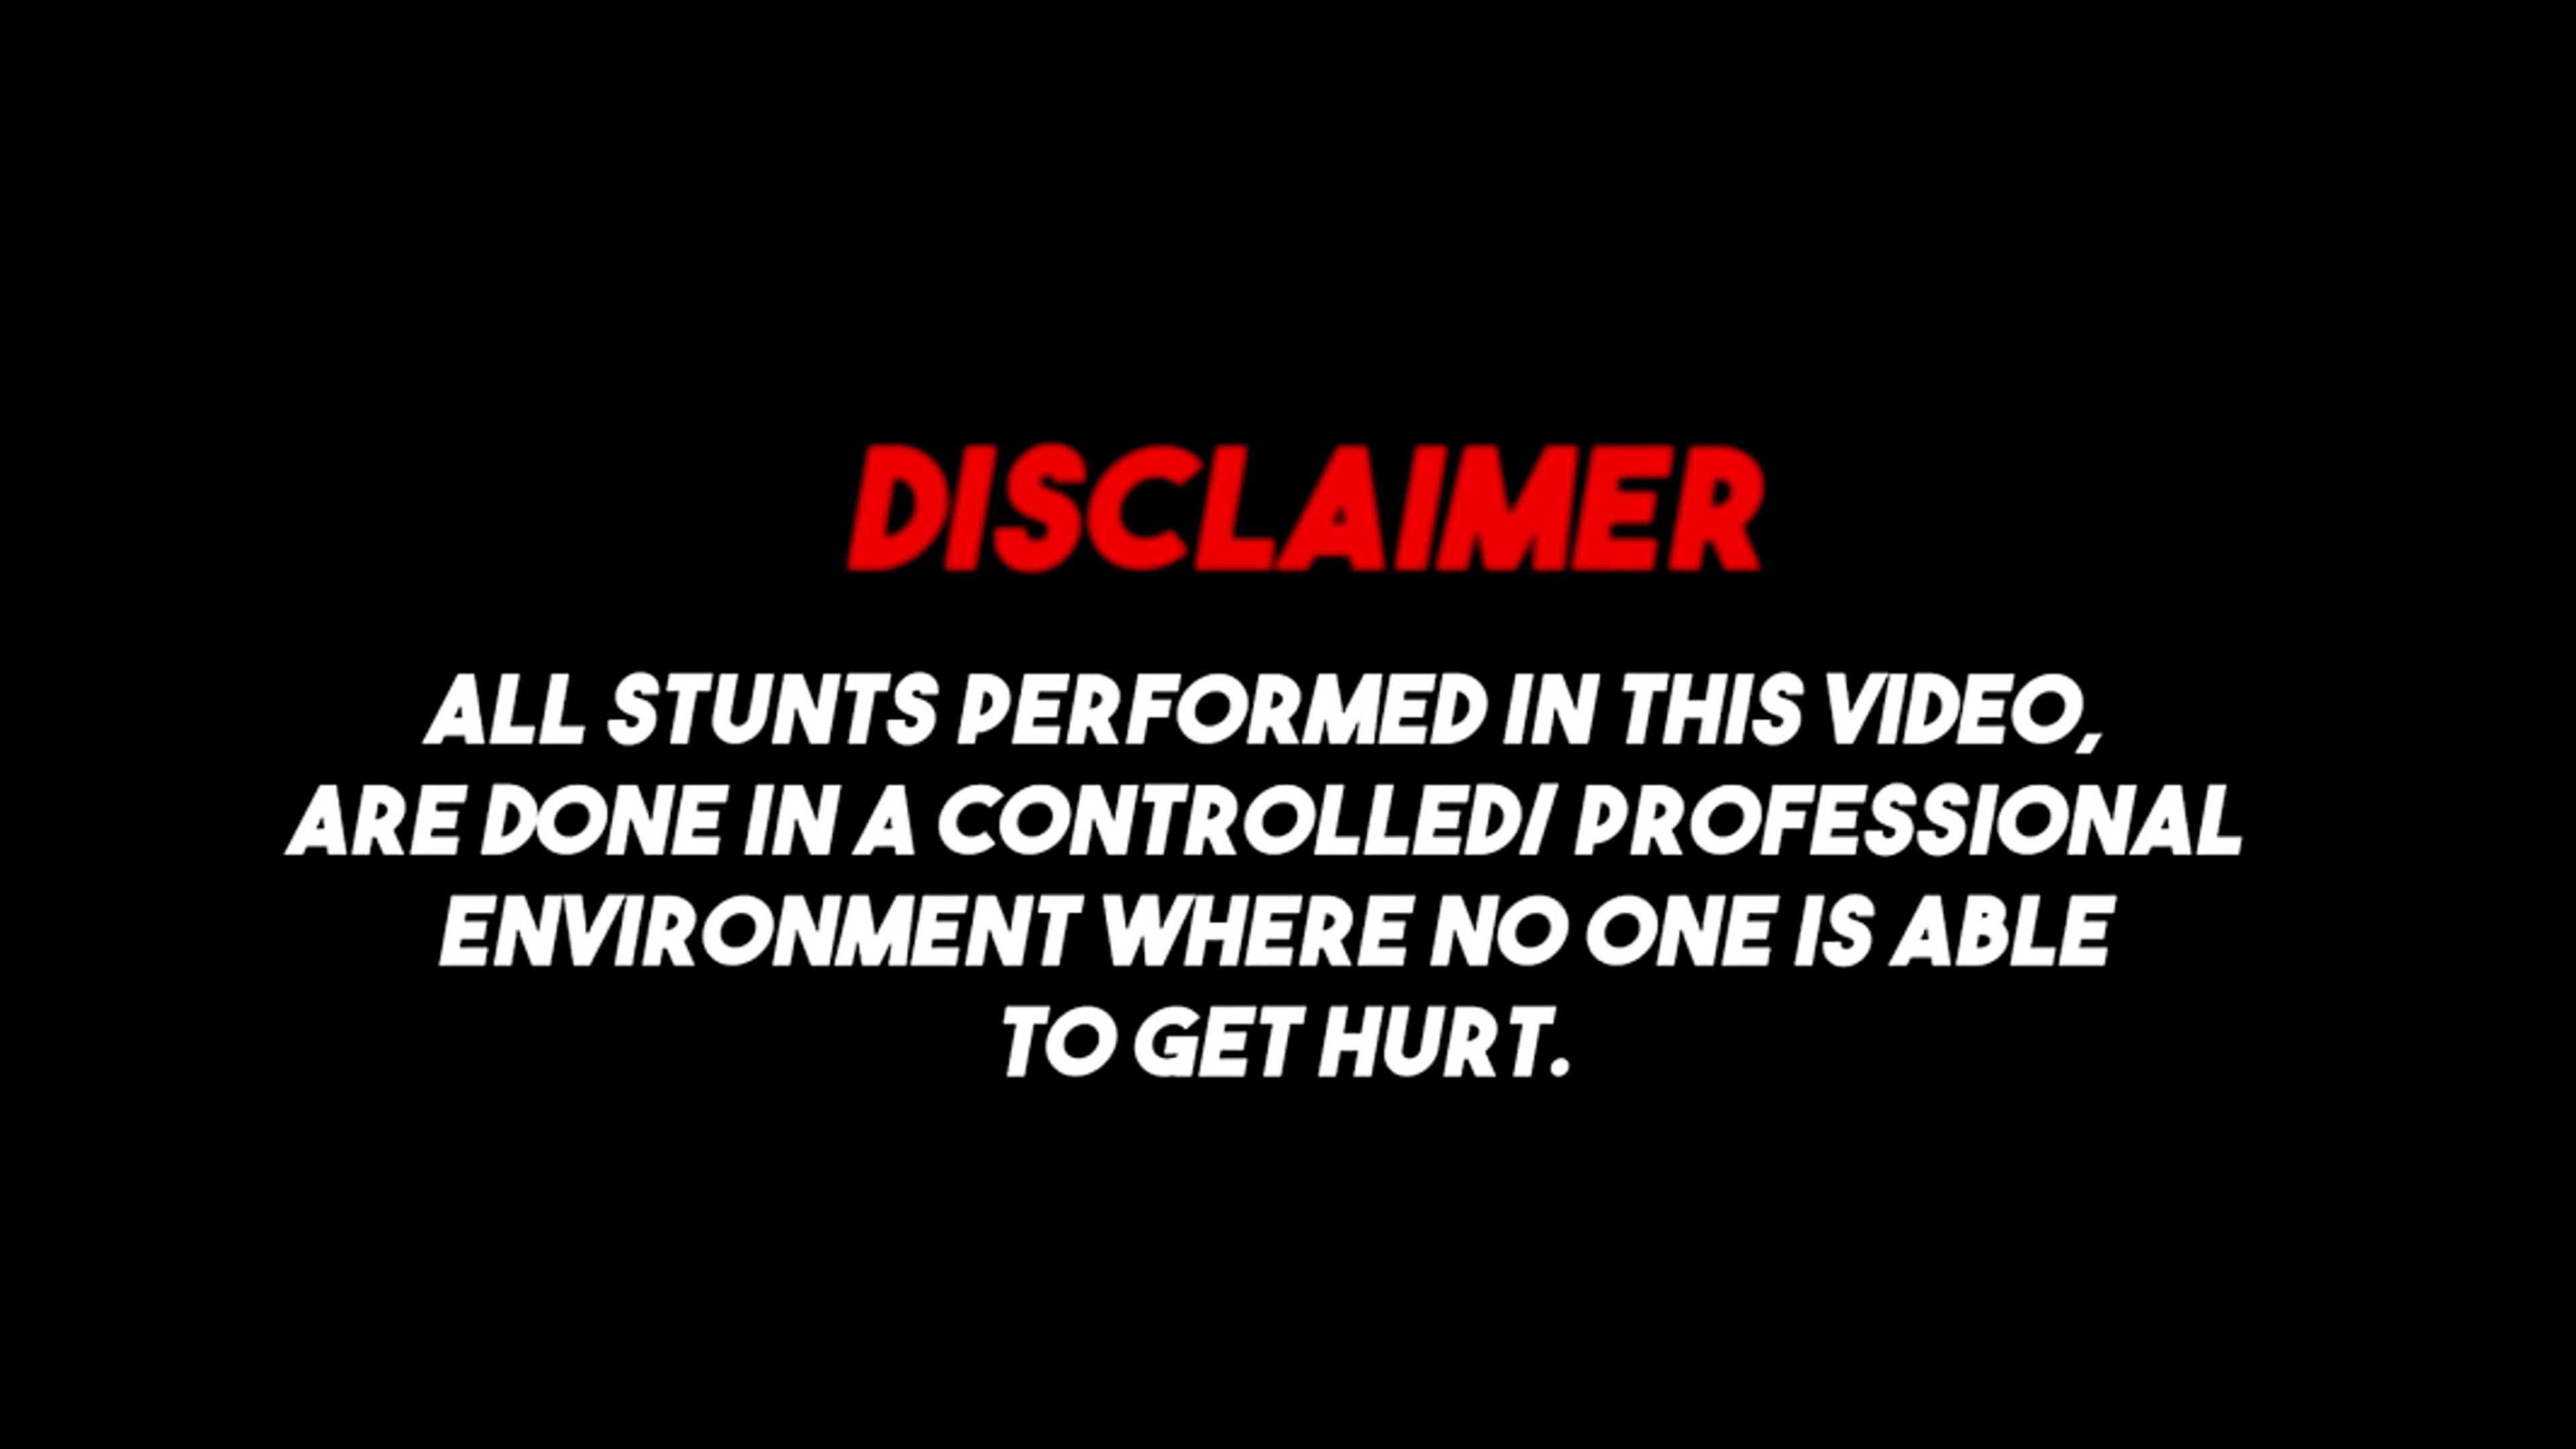 DISCLAIMER
ALL STUNTS PERFORMED IN THIS VIDEO,
ARE DONE IN A CONTROLLED/ PROFESSIONAL
ENVIRONMENT WHERE NO ONE IS ABLE
TO GET HURT.